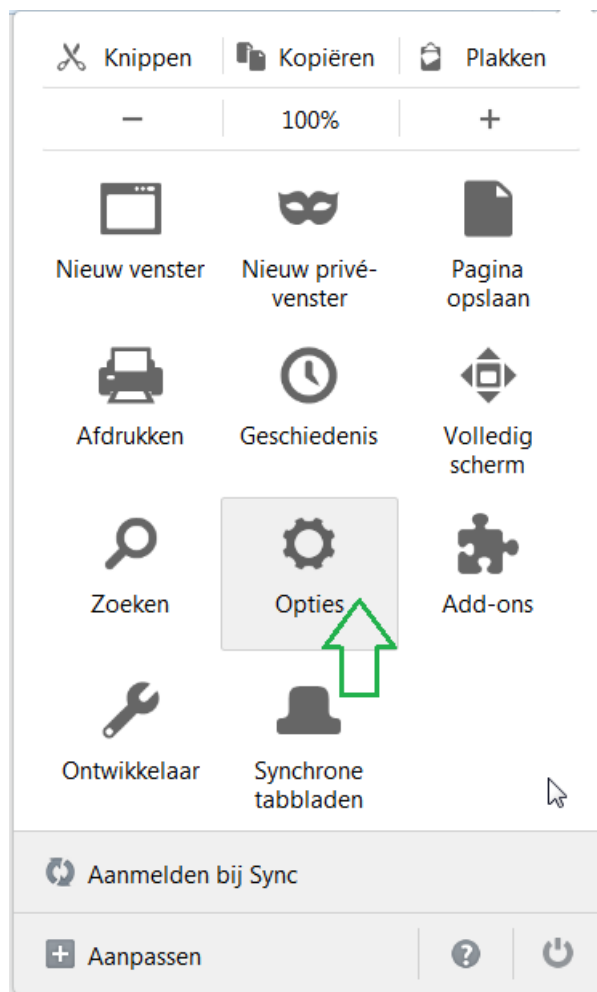 Knippen Kopiëren Plakken
− 100% +
Nieuw venster Nieuw privé- Pagina
venster opslaan
Afdrukken Geschiedenis Volledig
scherm
Zoeken Opties Add-ons
Ontwikkelaar Synchrone
tabbladen
Aanmelden bij Sync
Aanpassen